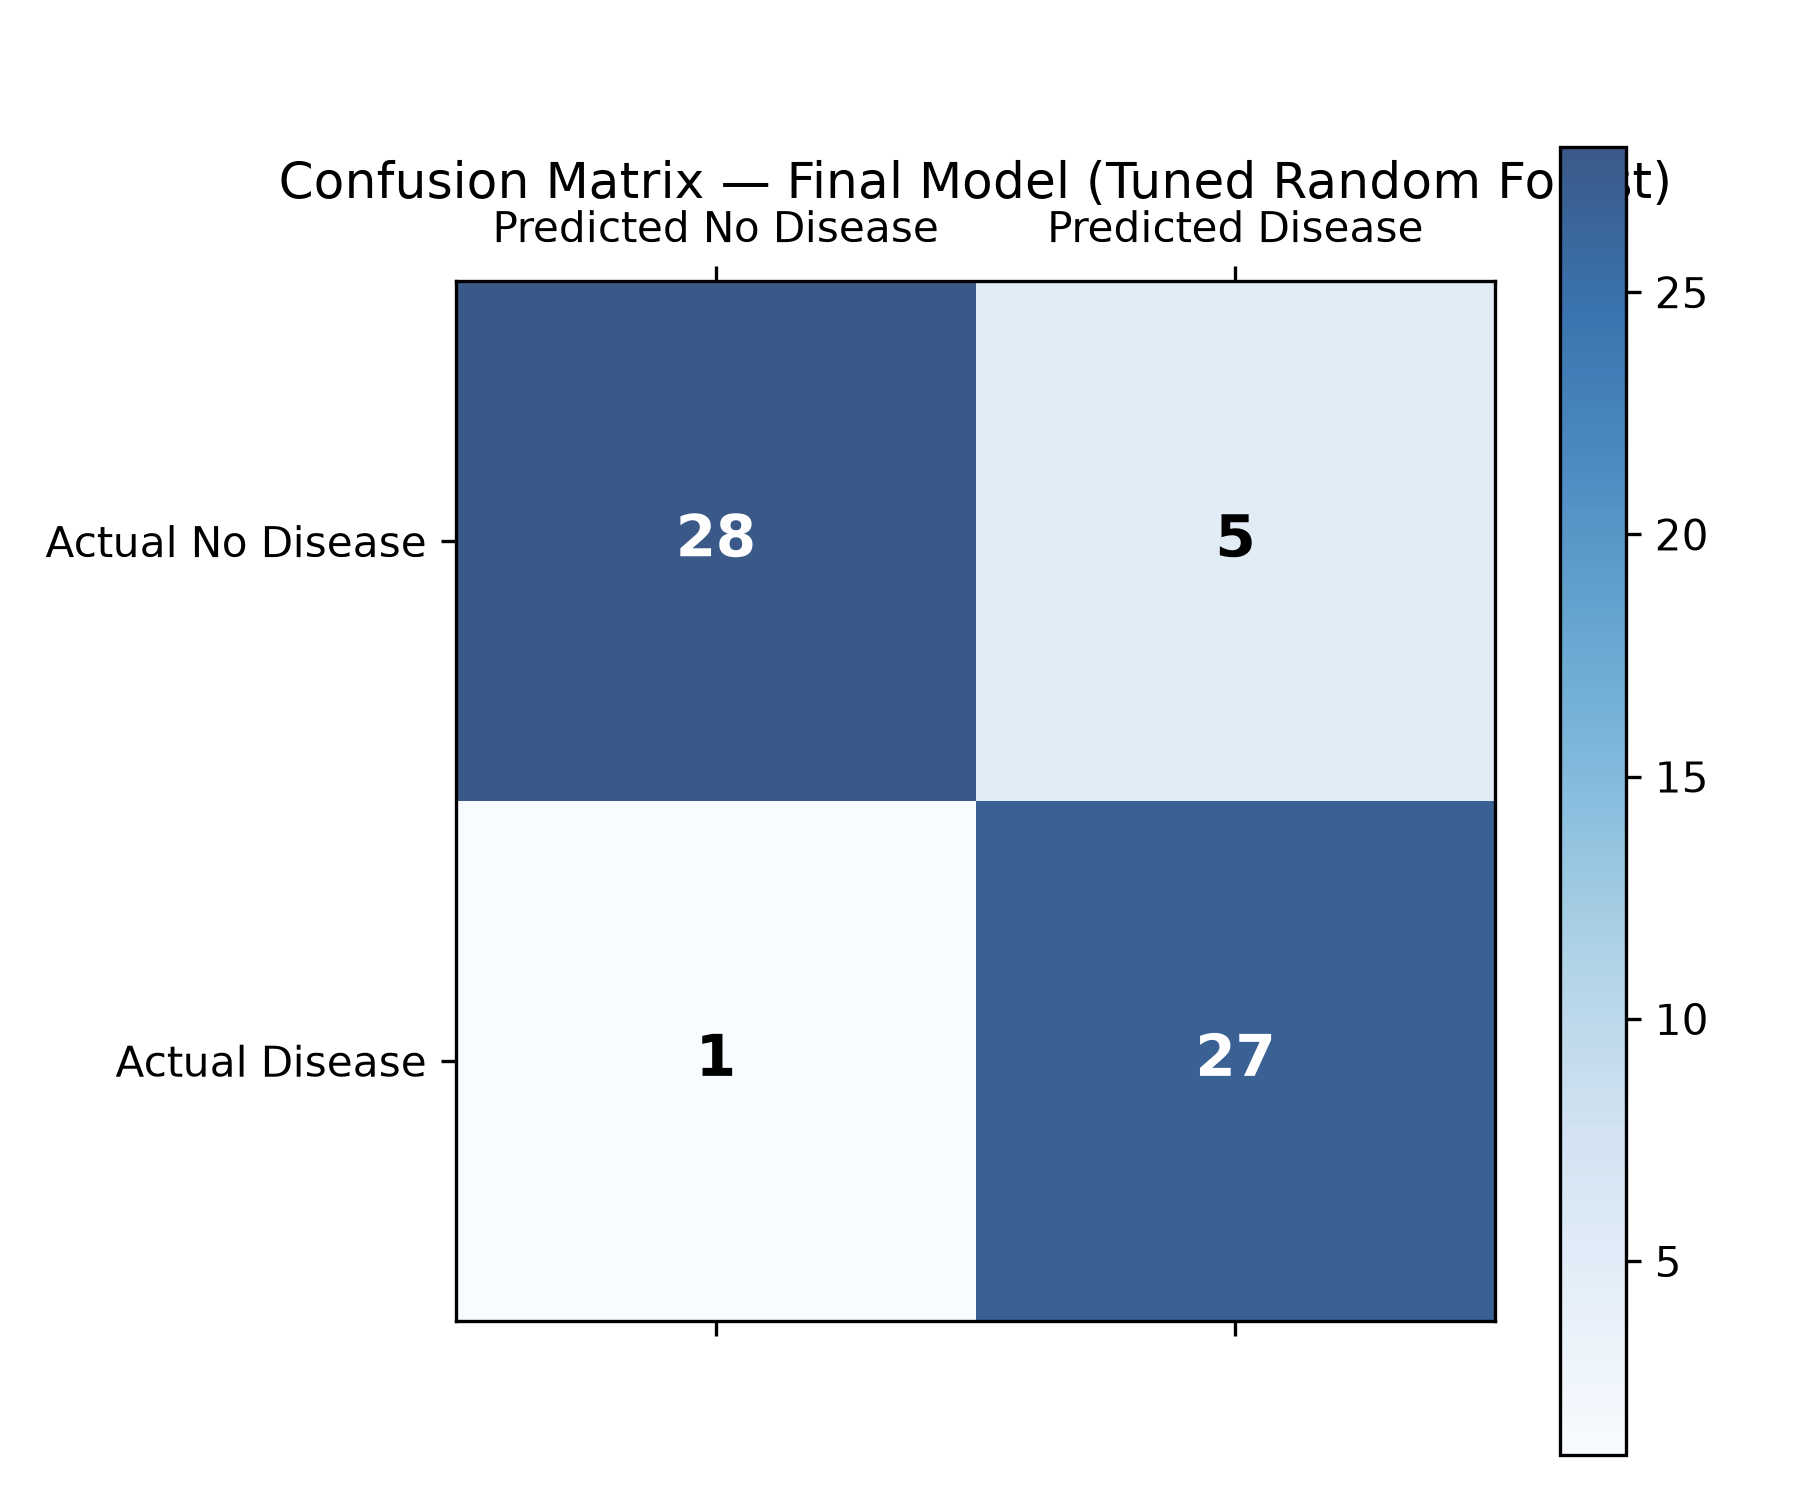 Confusion Matrix — Final Model (Tuned Random Fo st)
Predicted No Disease Predicted Disease
25
Actual No Disease 28 5
20
15
10
Actual Disease 1 27
5